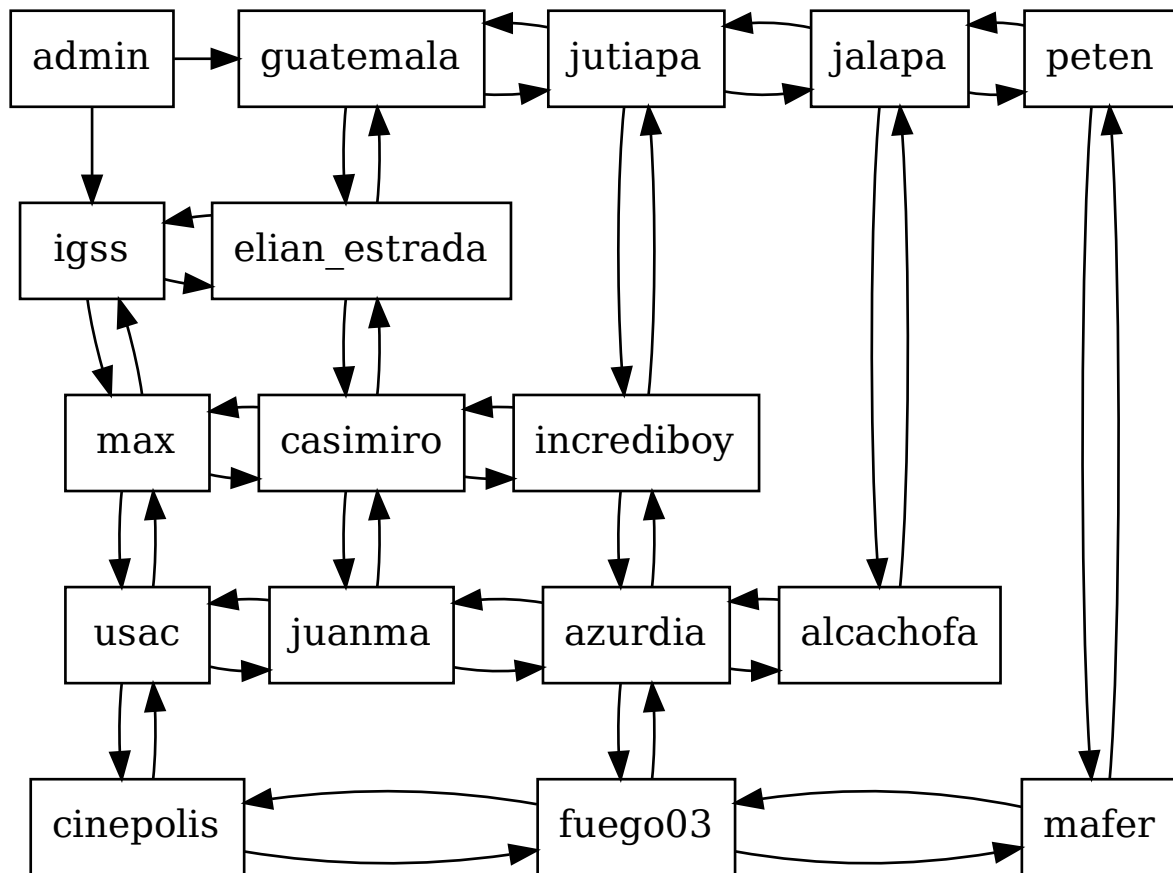 admin
guatemala
jutiapa
jalapa
peten
igss
elian_estrada
max
casimiro
incrediboy
usac
juanma
azurdia
alcachofa
cinepolis
fuego03
mafer